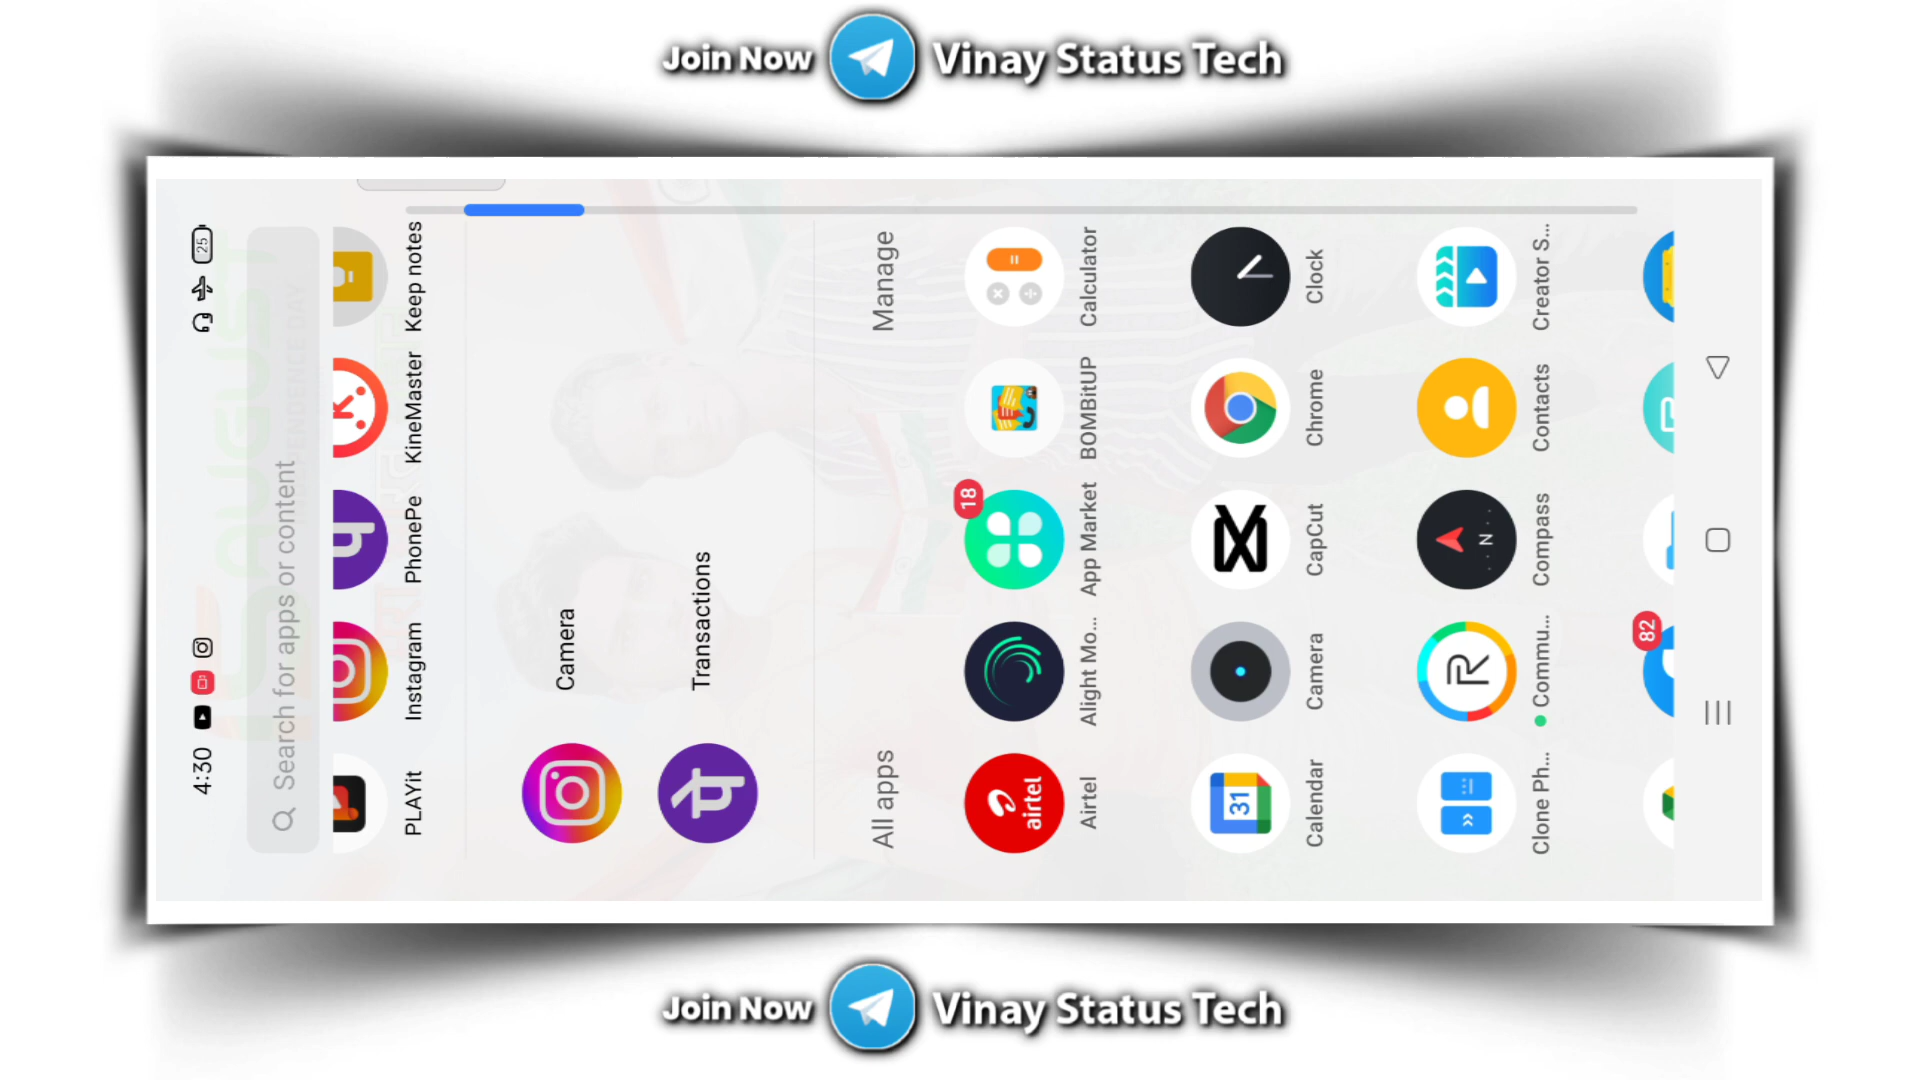 Join Now Vinay Status Tech
4:30
25
Search for apps or content
PLAYit Instagram PhonePe KineMaster Keep notes
Camera
Transactions
All apps Manage
airtel
18
Airtel Alight Mo... App Market BOMBitUP Calculator
31
Calendar Camera CapCut Chrome Clock
N
Clone Ph... Commu... Compass Contacts Creator S...
82
Join Now Vinay Status Tech